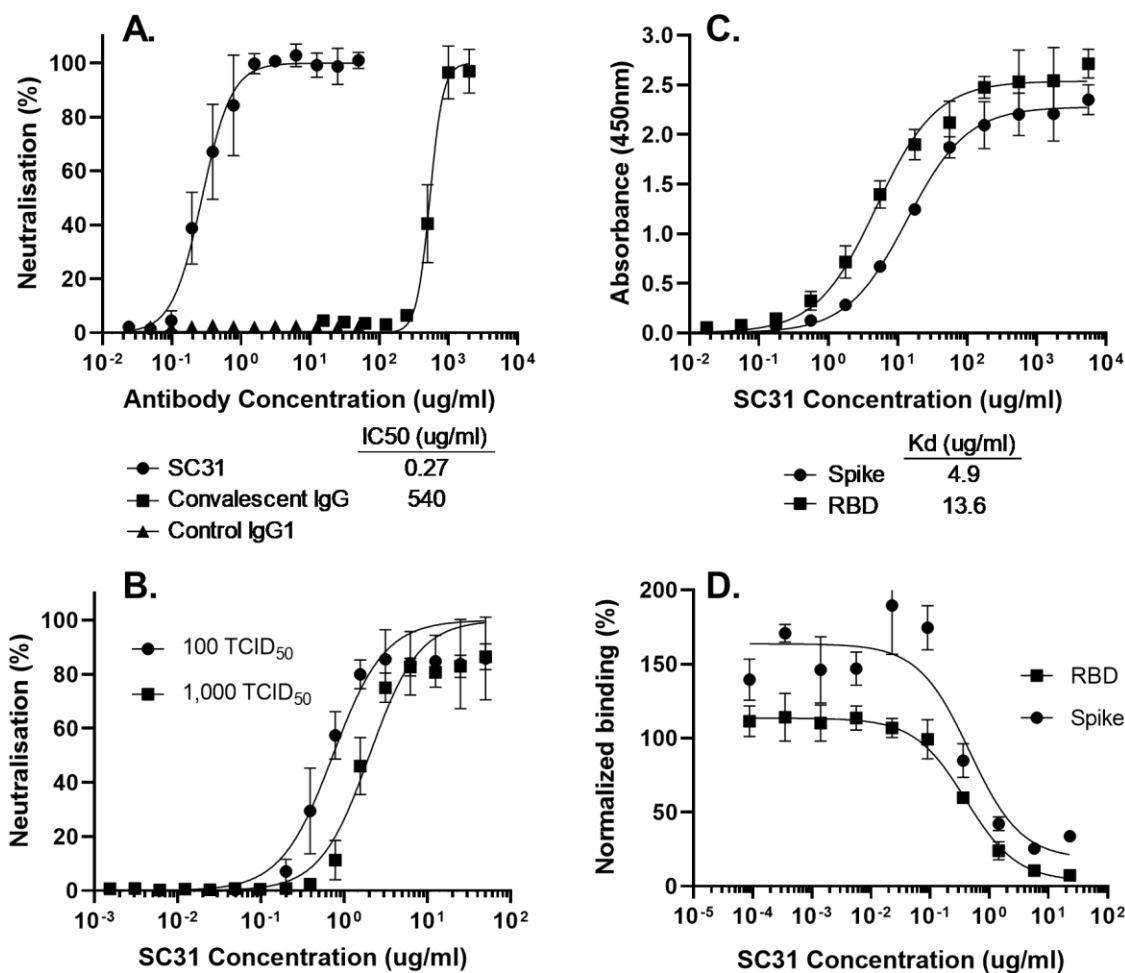 A.
Neutralisation (%)
100
80
60
40
20
0
10-2 10-1 100 101 102 103 104
Antibody Concentration (ug/ml)
IC50 (ug/ml)
SC31 0.27
Convalescent IgG 540
Control IgG1
C.
Absorbance (450nm)
3.0
2.5
2.0
1.5
1.0
0.5
0.0
10-2 10-1 100 101 102 103 104
SC31 Concentration (ug/ml)
Kd (ug/ml)
Spike 4.9
RBD 13.6
B.
Neutralisation (%)
100
80
60
40
20
0
100 TCID50
1,000 TCID50
10-3 10-2 10-1 100 101 102
SC31 Concentration (ug/ml)
D.
Normalized binding (%)
200
150
100
50
0
RBD
Spike
10-5 10-4 10-3 10-2 10-1 100 101 102
SC31 Concentration (ug/ml)